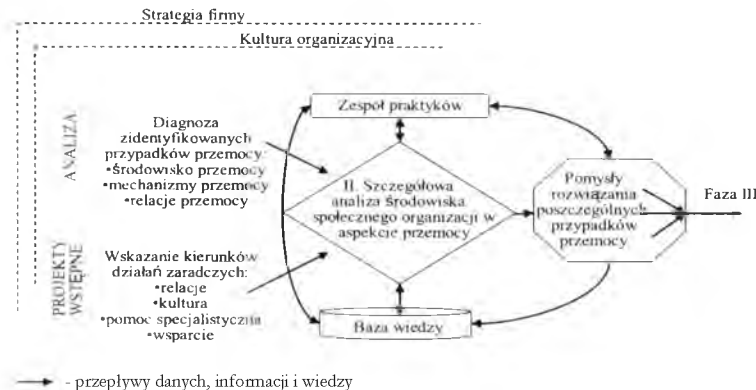 Strategia firmy
Kultura organizacyjna
ANALIZA
PROJEKTY
WSTĘPNE
Diagnoza
zidentyfikowanych
przypadków przemocy:
•środowisko przemocy
•mechanizmy przemocy
•relacje przemocy
Wskazanie kierunków
działań zaradczych:
•relacje
•kultura
•pomoc specjalistyczna
•wsparcie
Zespół praktyków
II. Szczegółowa
analiza środowiska
społecznego organizacji w
aspekcie przemocy
Baza wiedzy
Pomysły
rozwiązania
poszczególnych
przypadków
przemocy
Faza III
- przepływy danych, informacji i wiedzy